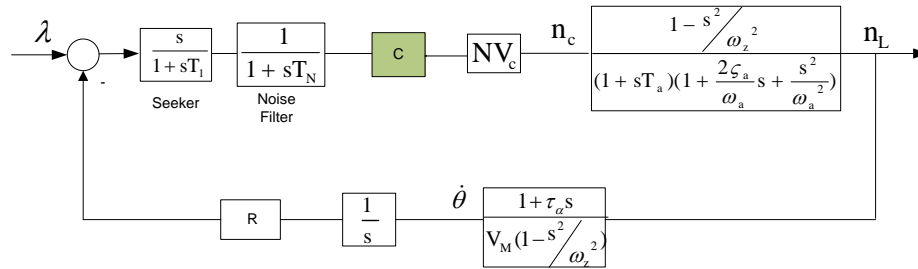 λ
-
s
1 + sT₁
Seeker
1
1 + sT_N
Noise
Filter
C
NV_c
n_c
1 - s²/ω_z²
(1 + sT_a)(1 + 2ς_a/ω_a s + s²/ω_a²)
n_L
R
1
s
θ̇
1 + τ_α s
V_M(1 - s²/ω_z²)